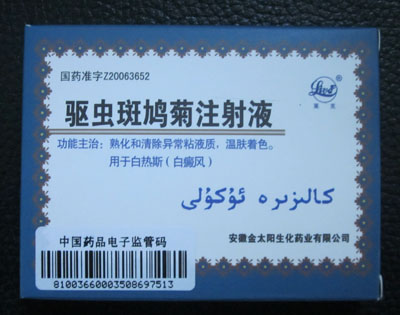 国药准字Z20063652
驱虫斑鸠菊注射液
功能主治：熟化和清除异常粘液质，温肤着色。
用于白热斯（白癜风）
كالىزىرە ئوكۇلى
中国药品电子监管码
安徽金太阳生化药业有限公司
81003660003508697513